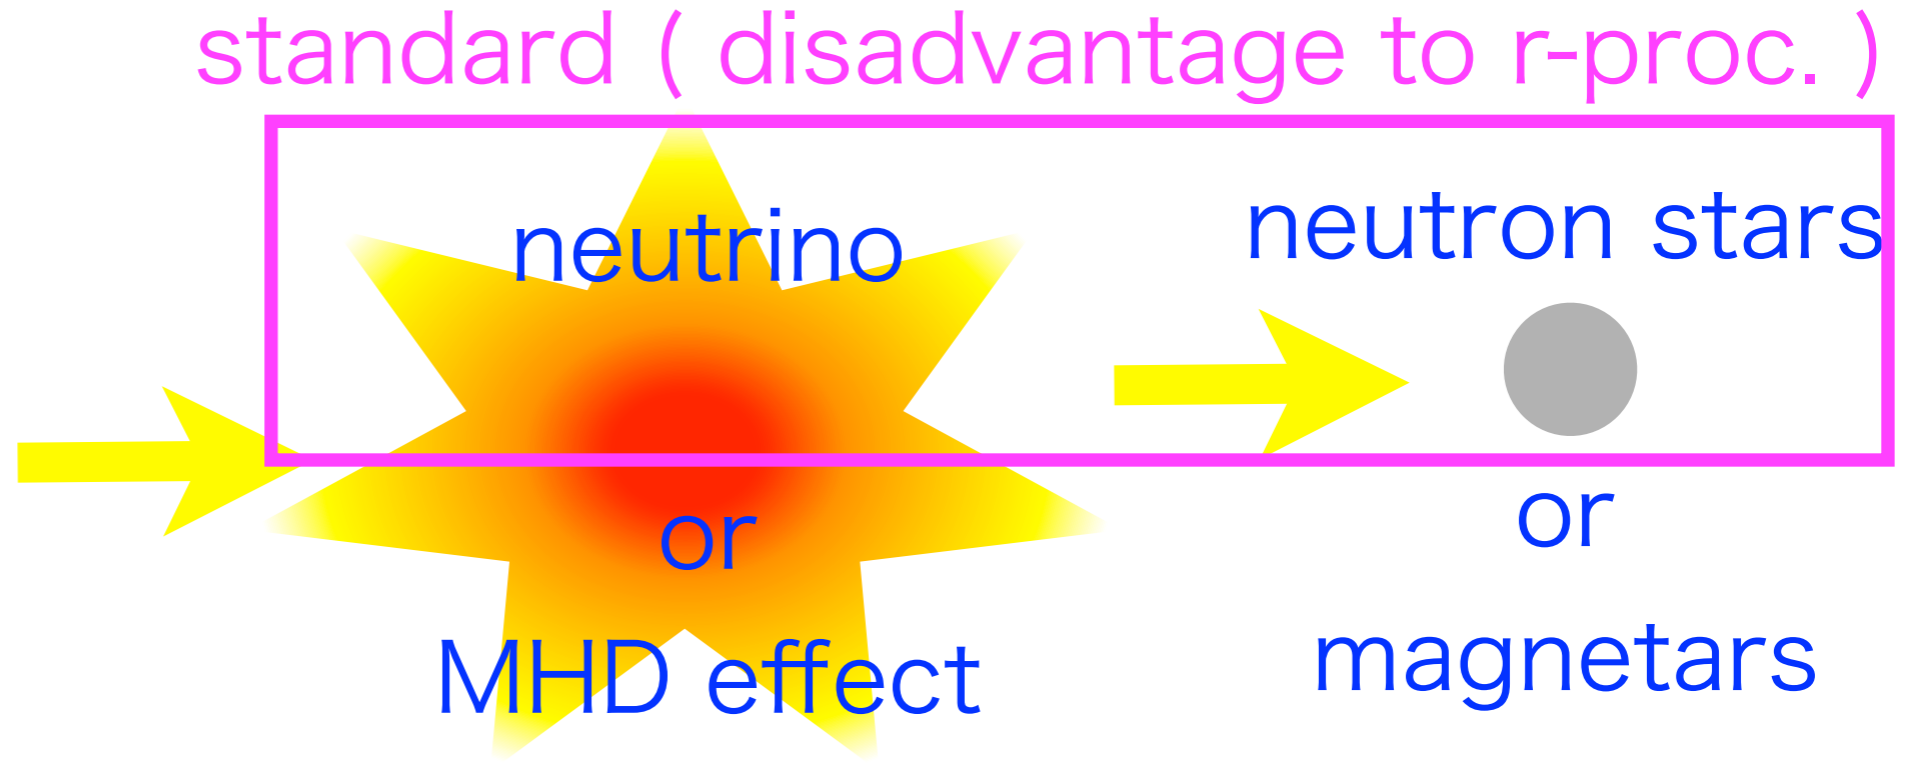 standard ( disadvantage to r-proc. )
neutrino
or
MHD effect
neutron stars
or
magnetars